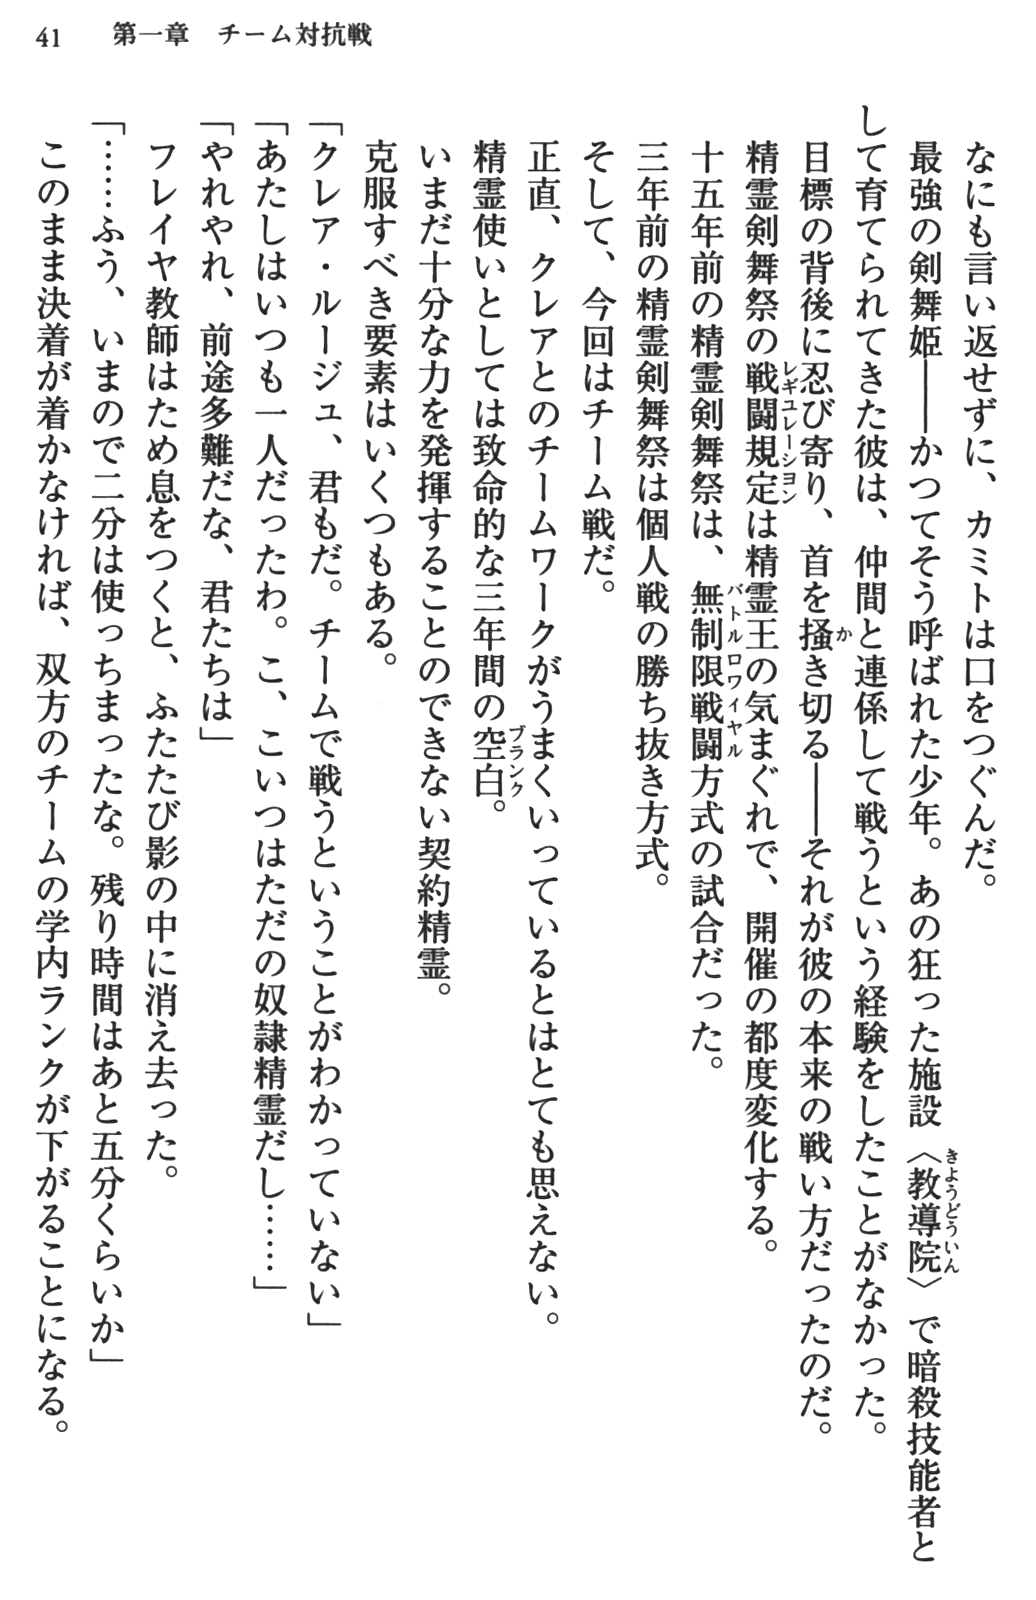 41　第一章　チーム対抗戦
なにも言い返せずに、カミトは口をつぐんだ。
最強の剣舞姫――かつてそう呼ばれた少年。あの狂った施設〈教導院〉で暗殺技能者と
して育てられてきた彼は、仲間と連係して戦うという経験をしたことがなかった。
目標の背後に忍び寄り、首を掻き切る――それが彼の本来の戦い方だったのだ。
精霊剣舞祭の戦闘規定は精霊王の気まぐれで、開催の都度変化する。
十五年前の精霊剣舞祭は、無制限戦闘方式の試合だった。
三年前の精霊剣舞祭は個人戦の勝ち抜き方式。
そして、今回はチーム戦だ。
正直、クレアとのチームワークがうまくいっているとはとても思えない。
精霊使いとしては致命的な三年間の空白。
いまだ十分な力を発揮することのできない契約精霊。
克服すべき要素はいくつもある。
「クレア・ルージュ、君もだ。チームで戦うということがわかっていない」
「あたしはいつも一人だったわ。こ、こいつはただの奴隷精霊だし……」
「やれやれ、前途多難だな、君たちは」
フレイヤ教師はため息をつくと、ふたたび影の中に消え去った。
「……ふう、いまので二分は使っちまったな。残り時間はあと五分くらいか」
このまま決着が着かなければ、双方のチームの学内ランクが下がることになる。